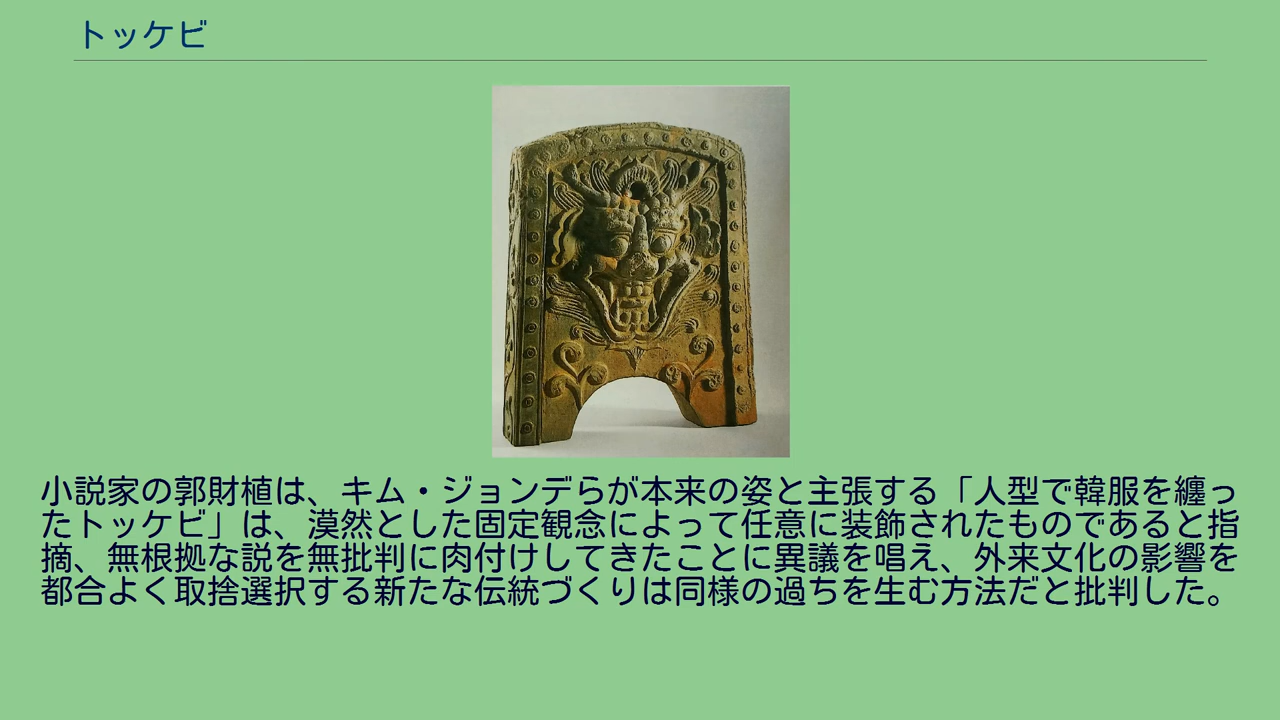 トッケビ
小説家の郭財植は、キム・ジョンデらが本来の姿と主張する「人型で韓服を纏っ
たトッケビ」は、漠然とした固定観念によって任意に装飾されたものであると指
摘、無根拠な説を無批判に肉付けしてきたことに異議を唱え、外来文化の影響を
都合よく取捨選択する新たな伝統づくりは同様の過ちを生む方法だと批判した。